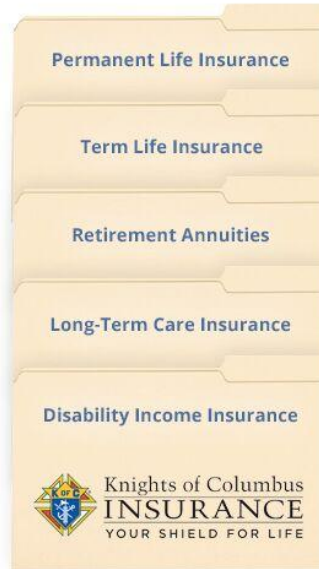 Permanent Life Insurance
Term Life Insurance
Retirement Annuities
Long-Term Care Insurance
Disability Income Insurance
K OF C
Knights of Columbus
INSURANCE
YOUR SHIELD FOR LIFE